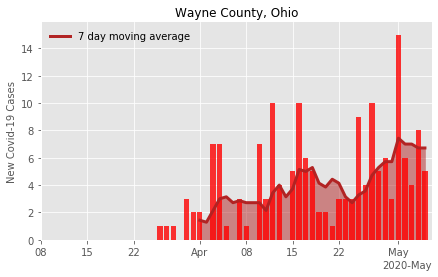 Wayne County, Ohio
7 day moving average
New Covid-19 Cases
14
12
10
8
6
4
2
0
08 15 22 Apr 08 15 22 May
2020-May